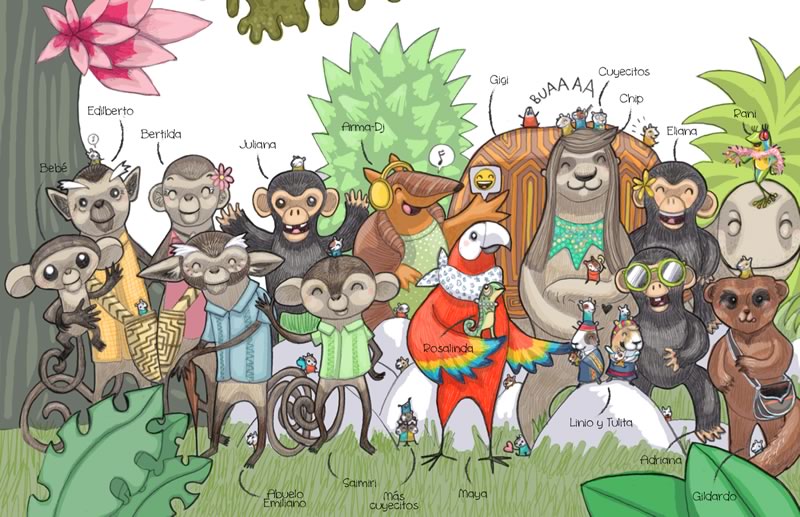 Edilberto
Bertilda
Juliana
Arma-Dj
Gigi
BUAAAA
Cuyecitos
Chip
Eliana
Rani
Bebé
Rosalinda
Linio y Tulita
Adriana
Gildardo
Abuelo
Emiliano
Saimiri
Más
cuyecitos
Maya